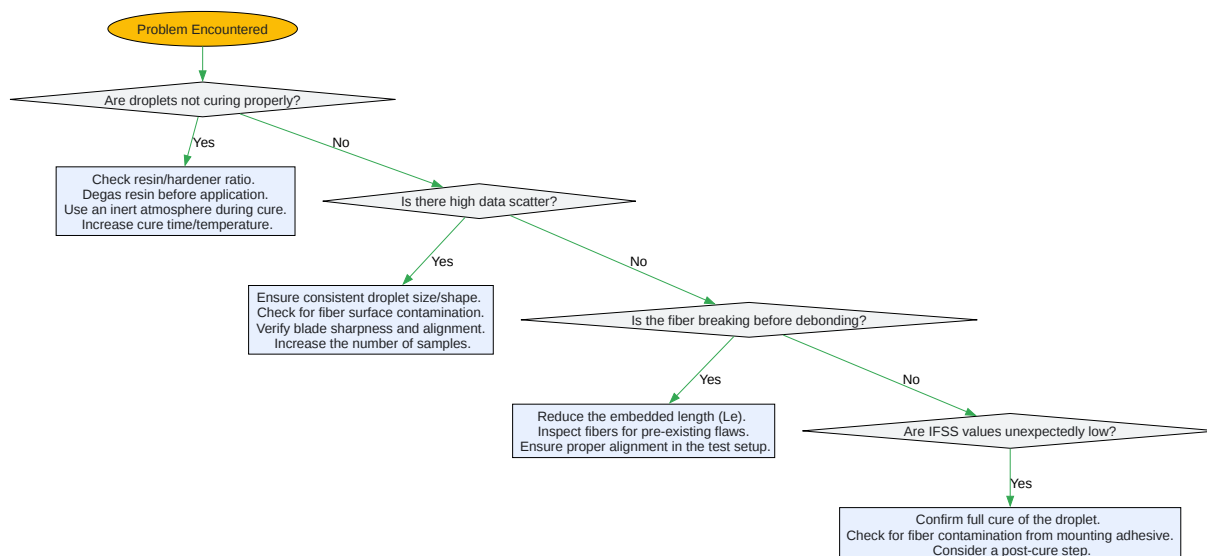 Problem Encountered
Are droplets not curing properly?
Yes
No
Check resin/hardener ratio.
Degas resin before application.
Use an inert atmosphere during cure.
Increase cure time/temperature.
Is there high data scatter?
Yes
No
Ensure consistent droplet size/shape.
Check for fiber surface contamination.
Verify blade sharpness and alignment.
Increase the number of samples.
Is the fiber breaking before debonding?
Yes
No
Reduce the embedded length (Le).
Inspect fibers for pre-existing flaws.
Ensure proper alignment in the test setup.
Are IFSS values unexpectedly low?
Yes
Confirm full cure of the droplet.
Check for fiber contamination from mounting adhesive.
Consider a post-cure step.